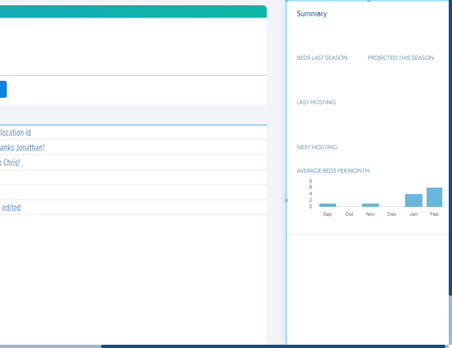 Summary
BEDS LAST SEASON PROJECTED THIS SEASON
LAST HOSTING
NEXT HOSTING
AVERAGE BEDS PER MONTH
8
6
4
2
0
Sep Oct Nov Dec Jan Feb
location id
anks Jonathan!
Chris!
edited